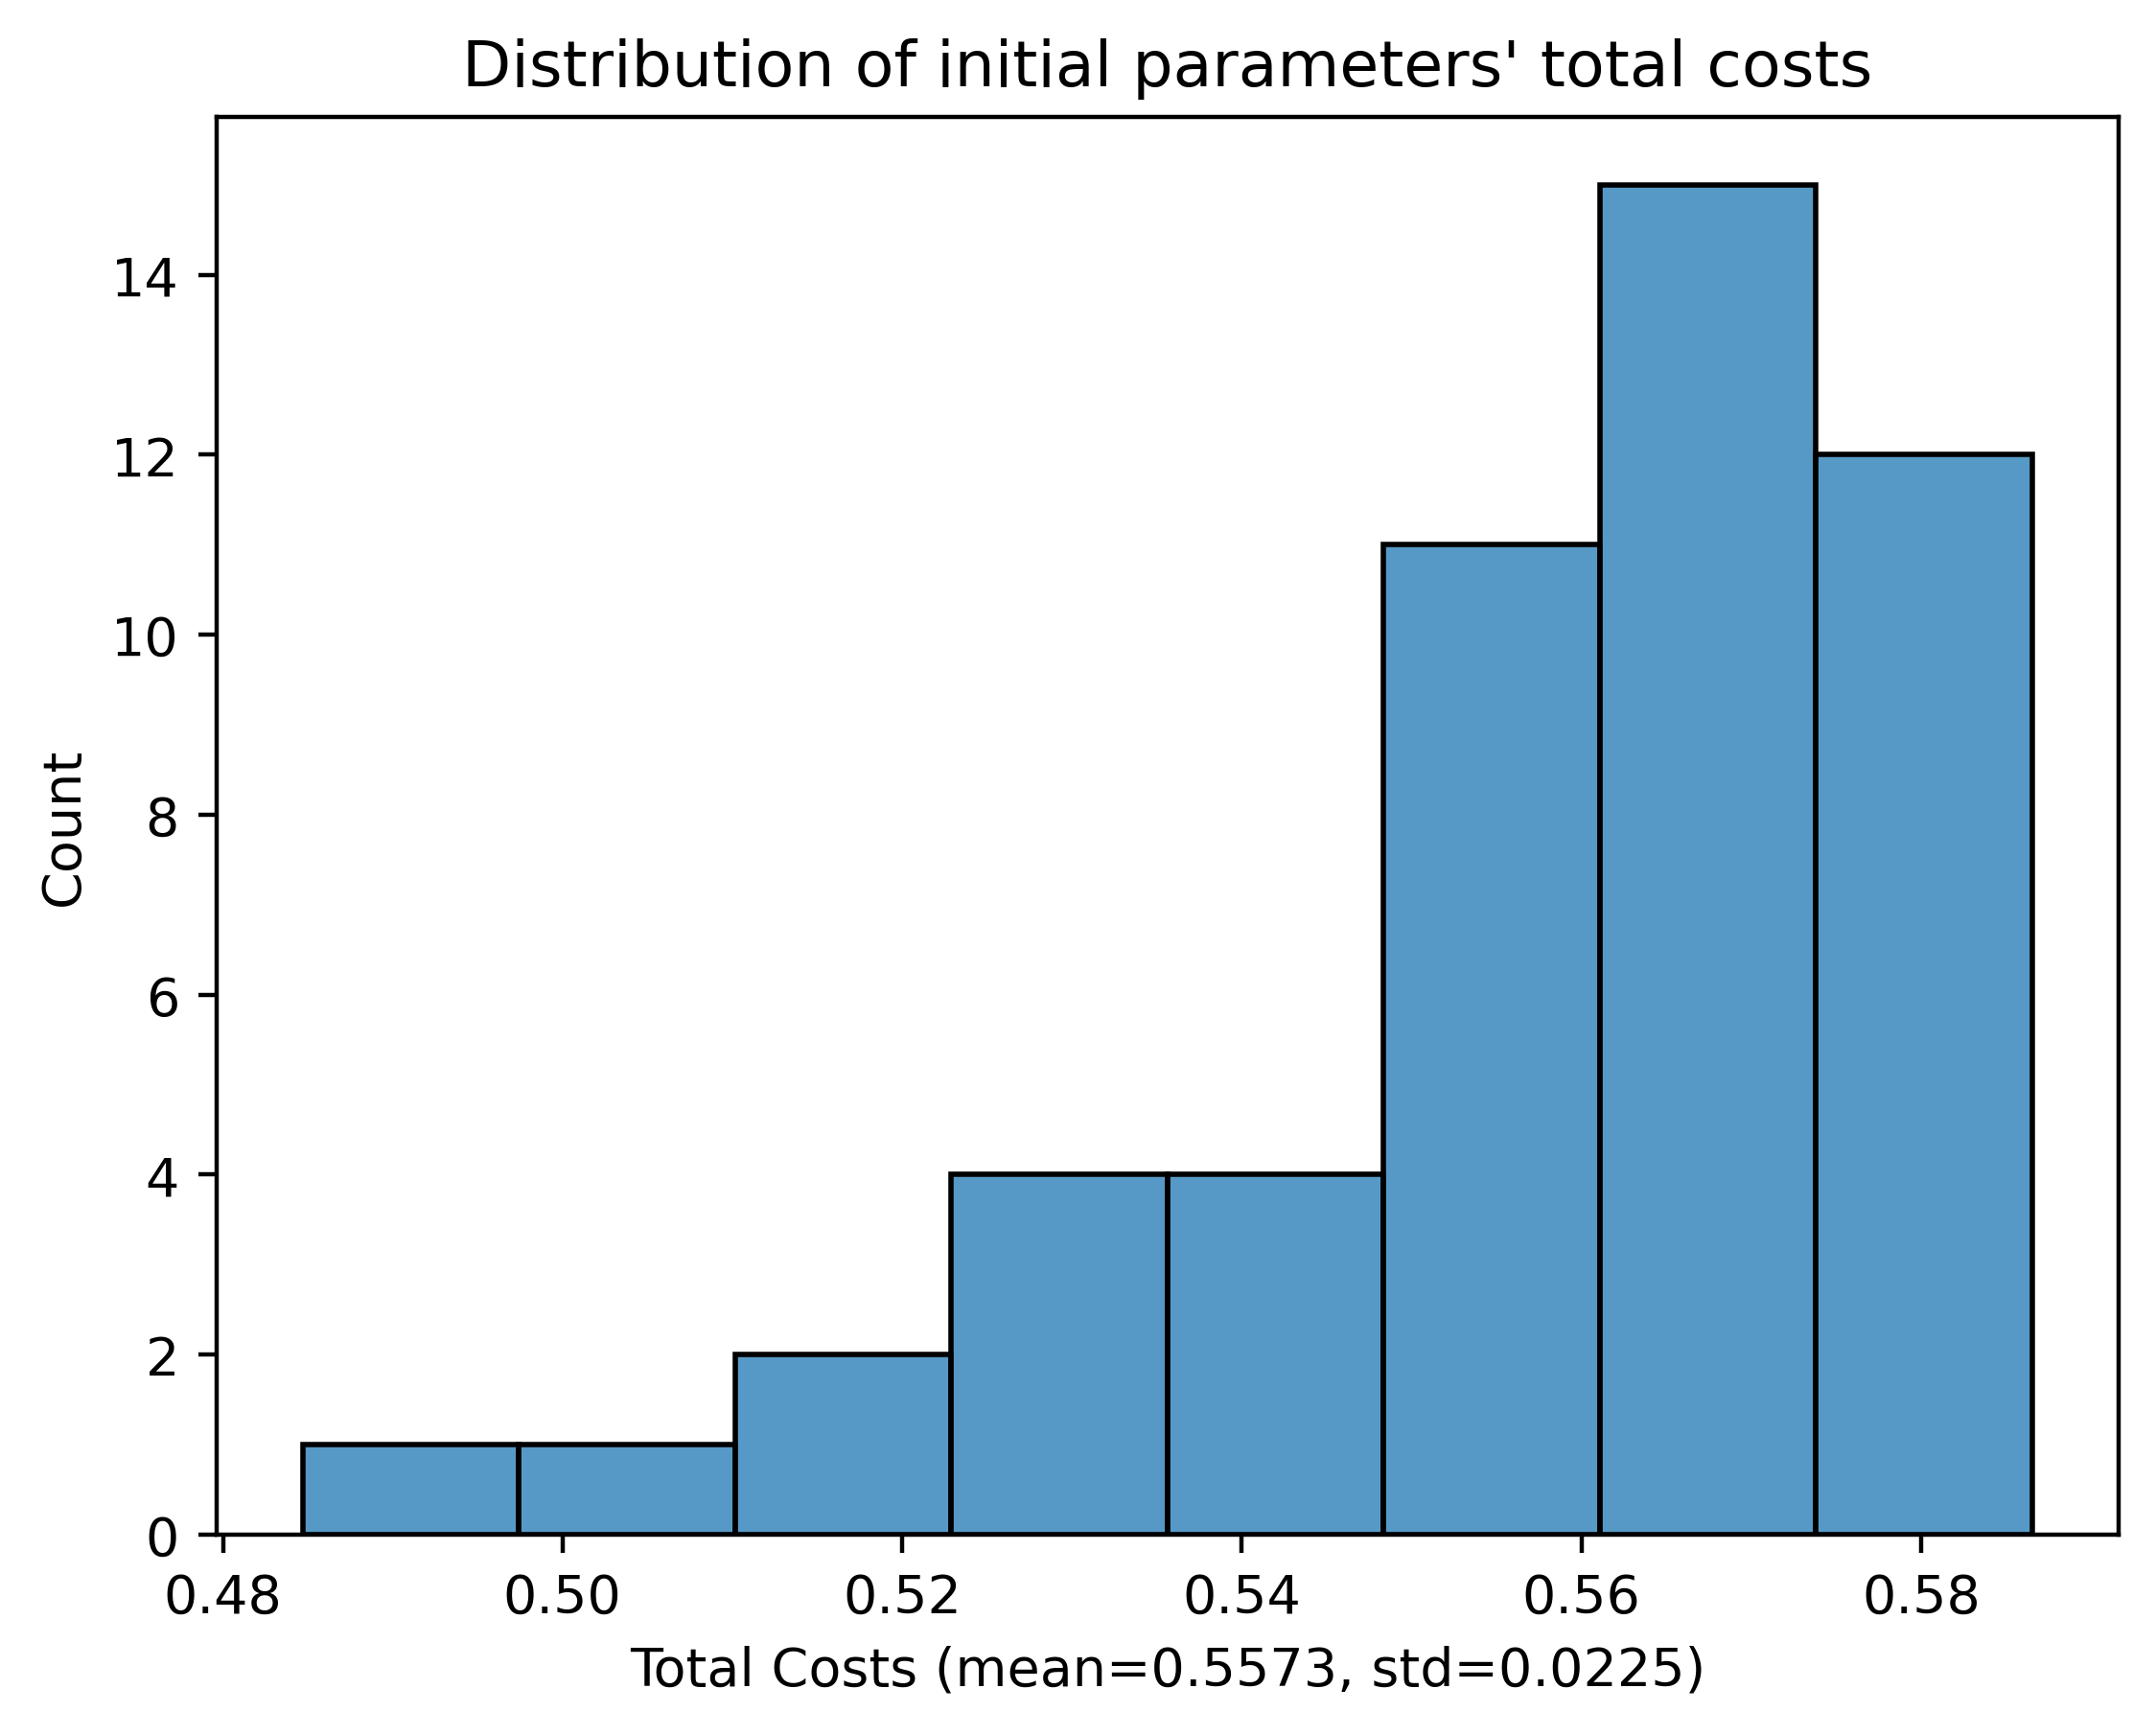 Distribution of initial parameters' total costs
14
12
10
8
6
4
2
0
Count
0.48 0.50 0.52 0.54 0.56 0.58
Total Costs (mean=0.5573, std=0.0225)